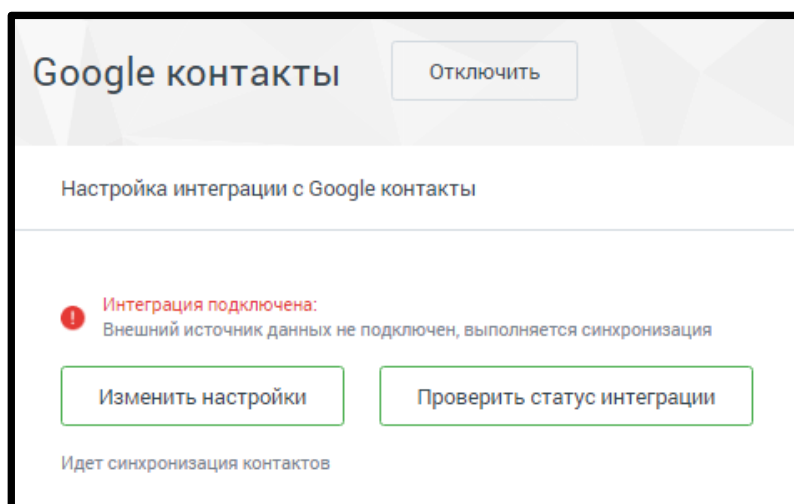 Google контакты
Отключить
Настройка интеграции с Google контакты
Интеграция подключена:
Внешний источник данных не подключен, выполняется синхронизация
Изменить настройки
Проверить статус интеграции
Идет синхронизация контактов